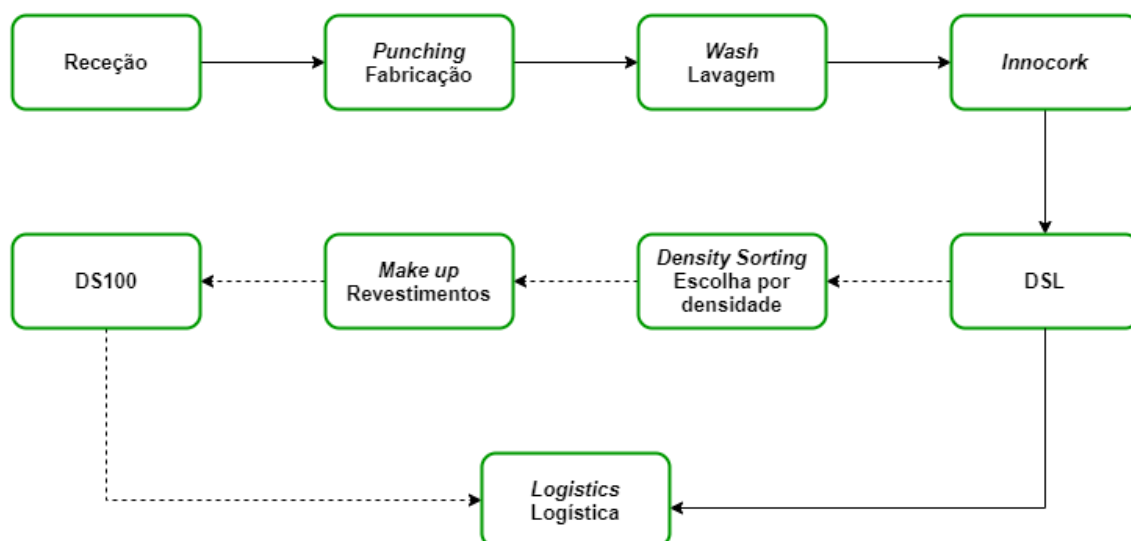 Receção
Punching
Fabricação
Wash
Lavagem
Innocork
DS100
Make up
Revestimentos
Density Sorting
Escolha por
densidade
DSL
Logistics
Logística